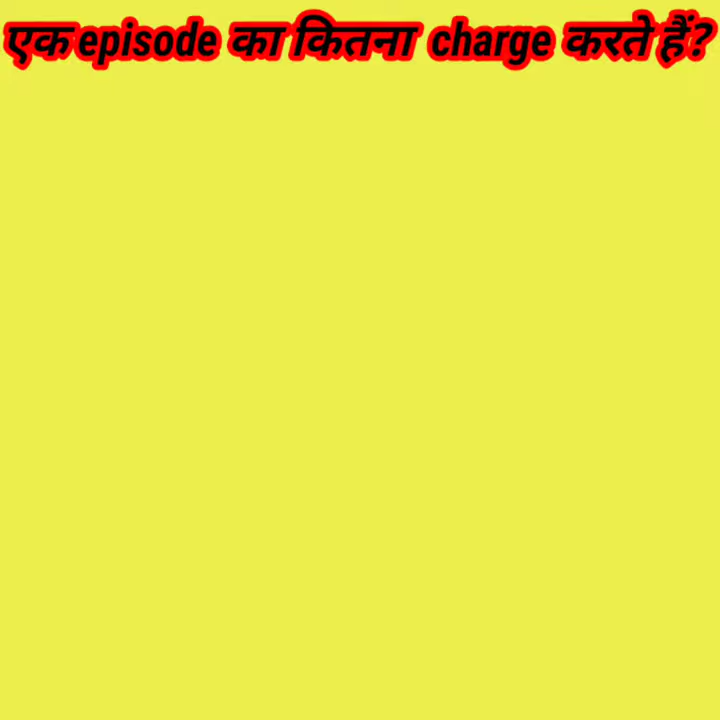 एक episode का कितना charge करते हैं?